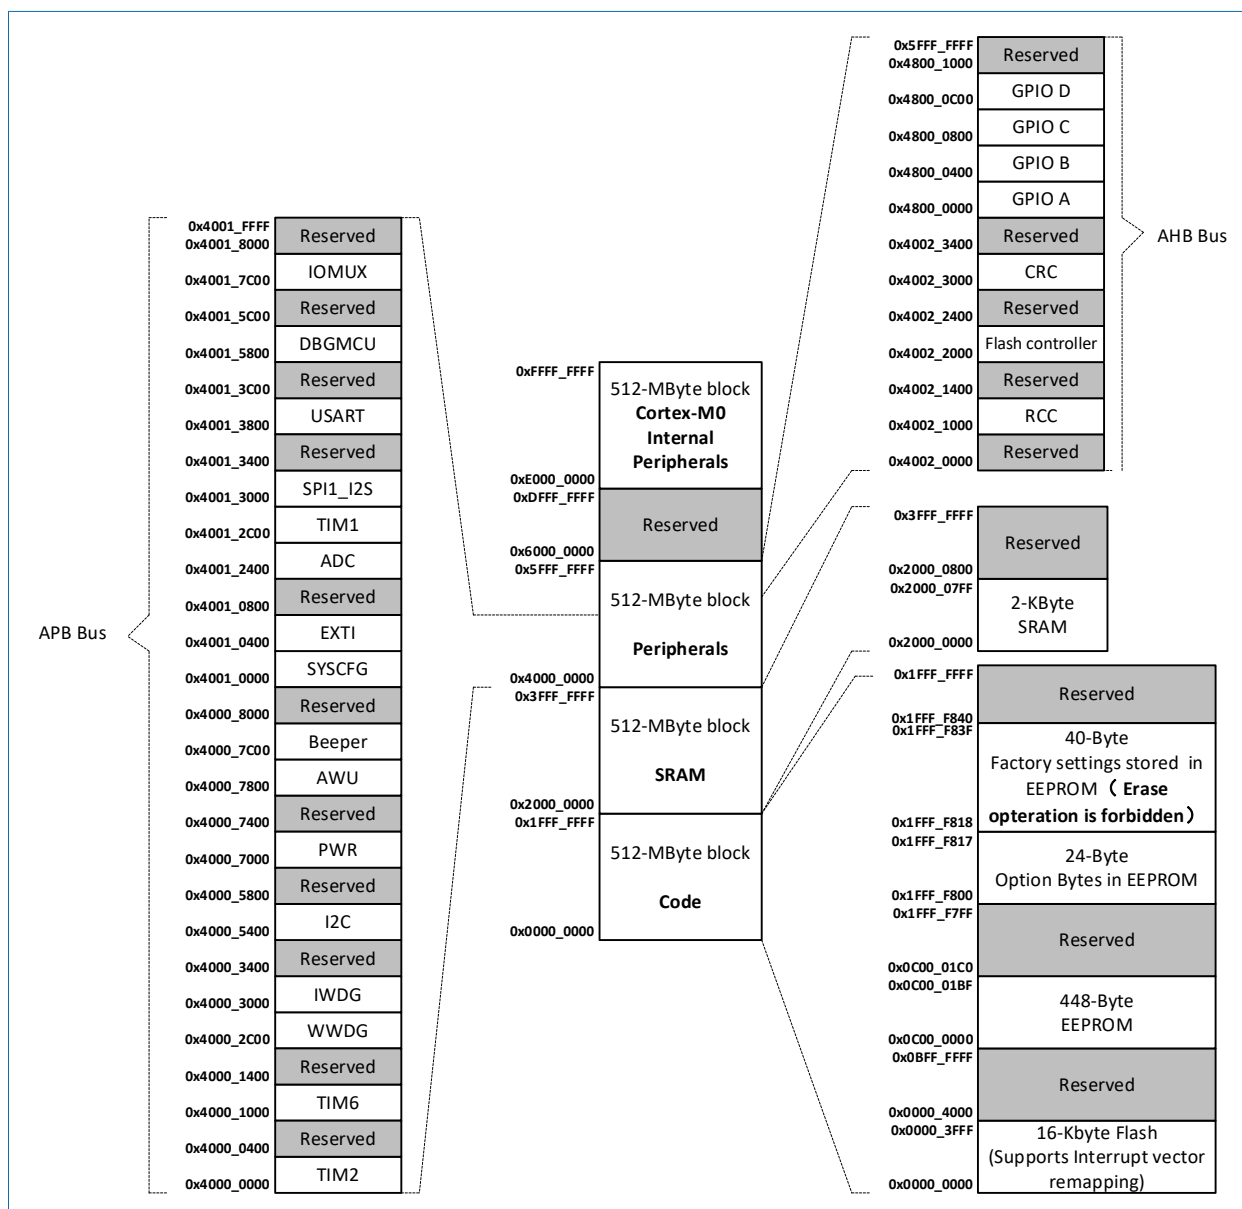 APB Bus
0x4001_FFFF
0x4001_8000
Reserved
IOMUX
0x4001_7C00
Reserved
0x4001_5C00
DBGMCU
0x4001_5800
Reserved
0x4001_3C00
USART
0x4001_3800
Reserved
0x4001_3400
SPI1_I2S
0x4001_3000
TIM1
0x4001_2C00
ADC
0x4001_2400
Reserved
0x4001_0800
EXTI
0x4001_0400
SYSCFG
0x4001_0000
Reserved
0x4000_8000
Beeper
0x4000_7C00
AWU
0x4000_7800
Reserved
0x4000_7400
PWR
0x4000_7000
Reserved
0x4000_5800
I2C
0x4000_5400
Reserved
0x4000_3400
IWDG
0x4000_3000
WWDG
0x4000_2C00
Reserved
0x4000_1400
TIM6
0x4000_1000
Reserved
0x4000_0400
TIM2
0x4000_0000
0xFFFF_FFFF
512-MByte block
Cortex-M0
Internal
Peripherals
0xE000_0000
0xDFFF_FFFF
Reserved
0x6000_0000
0x5FFF_FFFF
512-MByte block
Peripherals
0x4000_0000
0x3FFF_FFFF
512-MByte block
SRAM
0x2000_0000
0x1FFF_FFFF
512-MByte block
Code
0x0000_0000
0x5FFF_FFFF
0x4800_1000
Reserved
GPIO D
0x4800_0C00
GPIO C
0x4800_0800
GPIO B
0x4800_0400
GPIO A
0x4800_0000
Reserved
0x4002_3400
CRC
0x4002_3000
Reserved
0x4002_2400
Flash controller
0x4002_2000
Reserved
0x4002_1400
RCC
0x4002_1000
Reserved
0x4002_0000
AHB Bus
0x3FFF_FFFF
Reserved
0x2000_0800
0x2000_07FF
2-KByte
SRAM
0x2000_0000
0x1FFF_FFFF
Reserved
0x1FFF_F840
0x1FFF_F83F
40-Byte
Factory settings stored in
EEPROM（ Erase
opteration is forbidden）
0x1FFF_F818
0x1FFF_F817
24-Byte
Option Bytes in EEPROM
0x1FFF_F800
0x1FFF_F7FF
Reserved
0x0C00_01C0
0x0C00_01BF
448-Byte
EEPROM
0x0C00_0000
0x0BFF_FFFF
Reserved
0x0000_4000
0x0000_3FFF
16-Kbyte Flash
(Supports Interrupt vector
remapping)
0x0000_0000